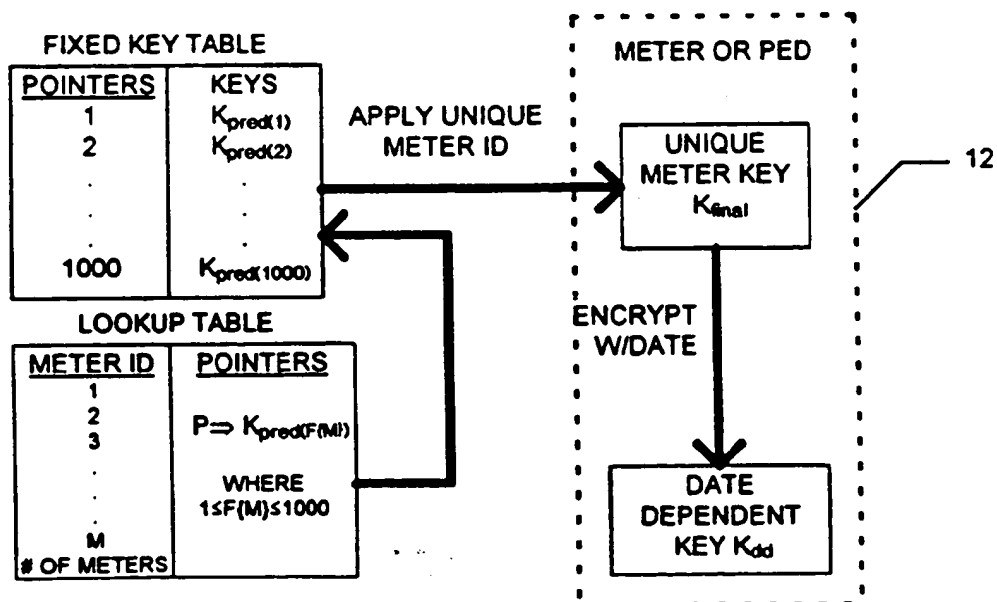 FIXED KEY TABLE
POINTERS KEYS
1 Kpred(1)
2 Kpred(2)
. .
. .
. .
1000 Kpred(1000)
APPLY UNIQUE
METER ID
LOOKUP TABLE
METER ID POINTERS
1
2
3
P⇒ Kpred(F{M})
.
.
.
WHERE
1≤F{M}≤1000
M
# OF METERS
METER OR PED
UNIQUE
METER KEY
Kfinal
12
ENCRYPT
W/DATE
DATE
DEPENDENT
KEY Kdd